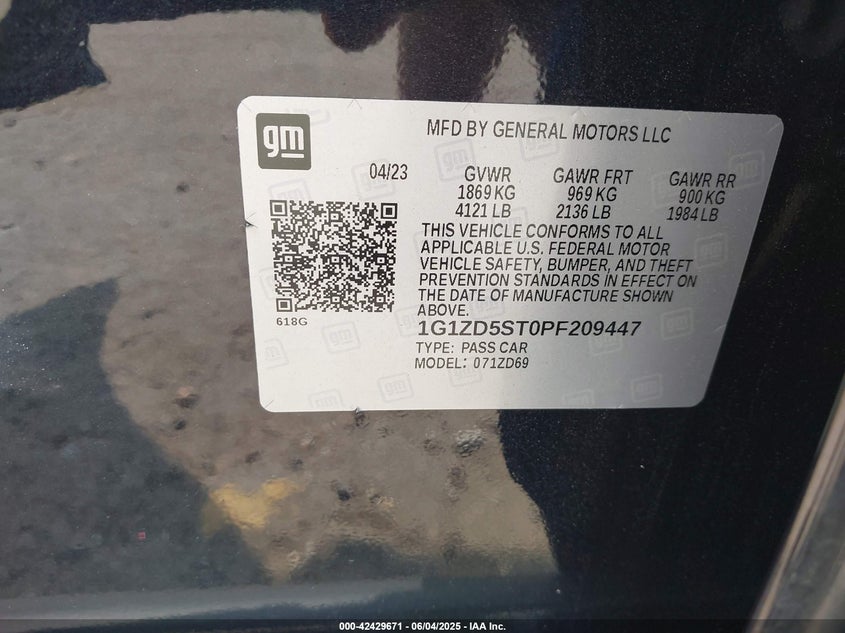 gm
MFD BY GENERAL MOTORS LLC
04/23
GVWR
1869 KG
4121 LB
GAWR FRT
969 KG
2136 LB
GAWR RR
900 KG
1984 LB
THIS VEHICLE CONFORMS TO ALL
APPLICABLE U.S. FEDERAL MOTOR
VEHICLE SAFETY, BUMPER, AND THEFT
PREVENTION STANDARDS IN EFFECT ON
THE DATE OF MANUFACTURE SHOWN
ABOVE.
618G
1G1ZD5ST0PF209447
TYPE: PASS CAR
MODEL: 071ZD69
000-42429671 - 06/04/2025 - IAA Inc.